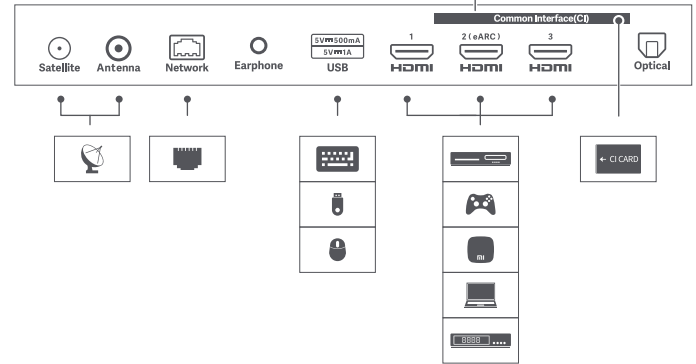 Common Interface(CI)
5V⎓500mA
5V⎓1A
1
2 (eARC)
3
HDMI
HDMI
HDMI
Satellite
Antenna
Network
Earphone
USB
Optical
← CI CARD
mi
8888